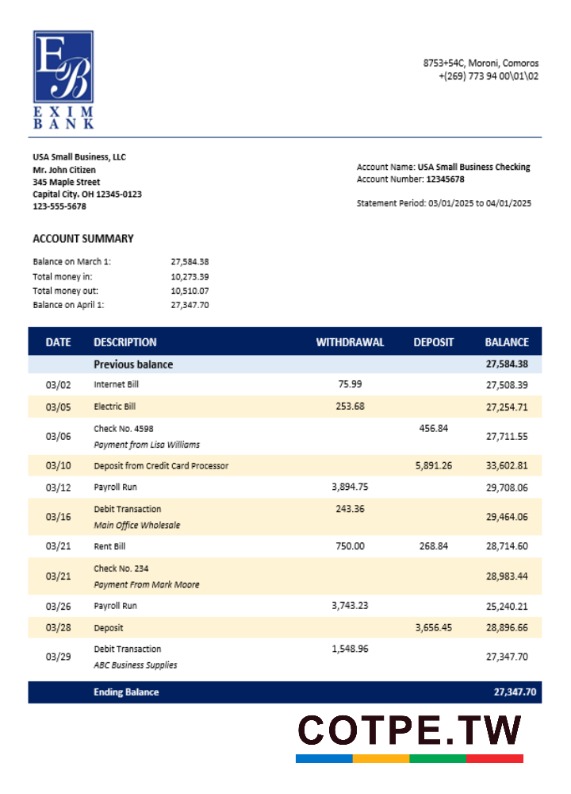 EB
EXIM
BANK
8753+54C, Moroni, Comoros
+(269) 773 94 00\01\02
USA Small Business, LLC
Mr. John Citizen
345 Maple Street
Capital City. OH 12345-0123
123-555-5678
Account Name: USA Small Business Checking
Account Number: 12345678
Statement Period: 03/01/2025 to 04/01/2025
ACCOUNT SUMMARY
Balance on March 1: 27,584.38
Total money in: 10,273.39
Total money out: 10,510.07
Balance on April 1: 27,347.70
DATE DESCRIPTION WITHDRAWAL DEPOSIT BALANCE
Previous balance 27,584.38
03/02 Internet Bill 75.99 27,508.39
03/05 Electric Bill 253.68 27,254.71
03/06 Check No. 4598 456.84 27,711.55
Payment from Lisa Williams
03/10 Deposit from Credit Card Processor 5,891.26 33,602.81
03/12 Payroll Run 3,894.75 29,708.06
03/16 Debit Transaction 243.36 29,464.06
Main Office Wholesale
03/21 Rent Bill 750.00 268.84 28,714.60
03/21 Check No. 234 28,983.44
Payment From Mark Moore
03/26 Payroll Run 3,743.23 25,240.21
03/28 Deposit 3,656.45 28,896.66
03/29 Debit Transaction 1,548.96 27,347.70
ABC Business Supplies
Ending Balance 27,347.70
COTPE.TW